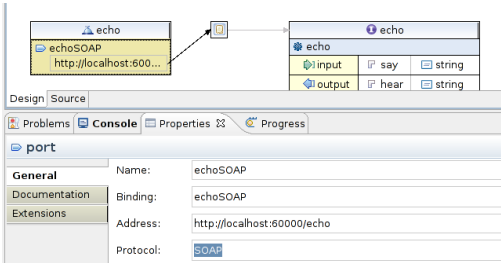 echo
echoSOAP
http://localhost:600...
echo
echo
input say string
output hear string
Design Source
Problems Console Properties Progress
port
General
Documentation
Extensions
Name: echoSOAP
Binding: echoSOAP
Address: http://localhost:60000/echo
Protocol: SOAP